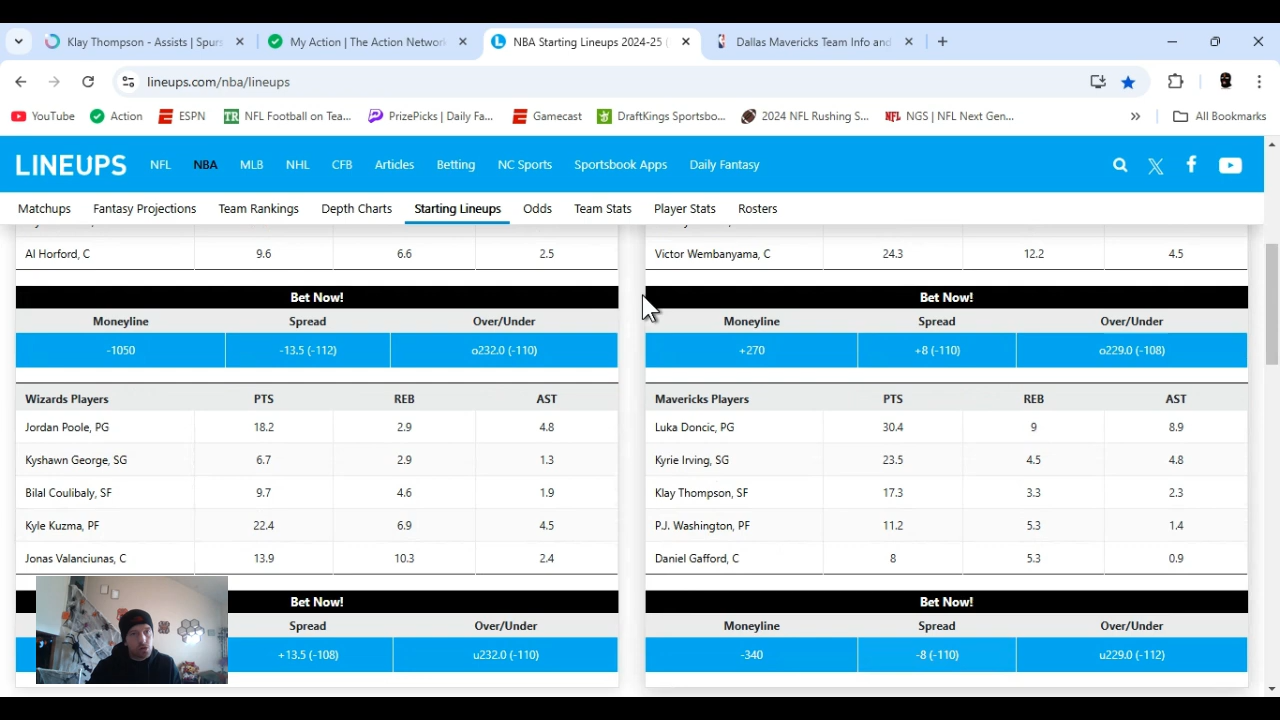 Klay Thompson - Assists | Spurs
My Action | The Action Network
NBA Starting Lineups 2024-25
Dallas Mavericks Team Info and
lineups.com/nba/lineups
YouTube Action ESPN NFL Football on Tea... PrizePicks | Daily Fa... Gamecast DraftKings Sportsbo... 2024 NFL Rushing S... NGS | NFL Next Gen... » All Bookmarks
LINEUPS NFL NBA MLB NHL CFB Articles Betting NC Sports Sportsbook Apps Daily Fantasy
Matchups Fantasy Projections Team Rankings Depth Charts Starting Lineups Odds Team Stats Player Stats Rosters
Al Horford, C 9.6 6.6 2.5
Bet Now!
Moneyline Spread Over/Under
-1050 -13.5 (-112) o232.0 (-110)
Wizards Players PTS REB AST
Jordan Poole, PG 18.2 2.9 4.8
Kyshawn George, SG 6.7 2.9 1.3
Bilal Coulibaly, SF 9.7 4.6 1.9
Kyle Kuzma, PF 22.4 6.9 4.5
Jonas Valanciunas, C 13.9 10.3 2.4
Bet Now!
Spread Over/Under
+13.5 (-108) u232.0 (-110)
Victor Wembanyama, C 24.3 12.2 4.5
Bet Now!
Moneyline Spread Over/Under
+270 +8 (-110) o229.0 (-108)
Mavericks Players PTS REB AST
Luka Doncic, PG 30.4 9 8.9
Kyrie Irving, SG 23.5 4.5 4.8
Klay Thompson, SF 17.3 3.3 2.3
P.J. Washington, PF 11.2 5.3 1.4
Daniel Gafford, C 8 5.3 0.9
Bet Now!
Moneyline Spread Over/Under
-340 -8 (-110) u229.0 (-112)